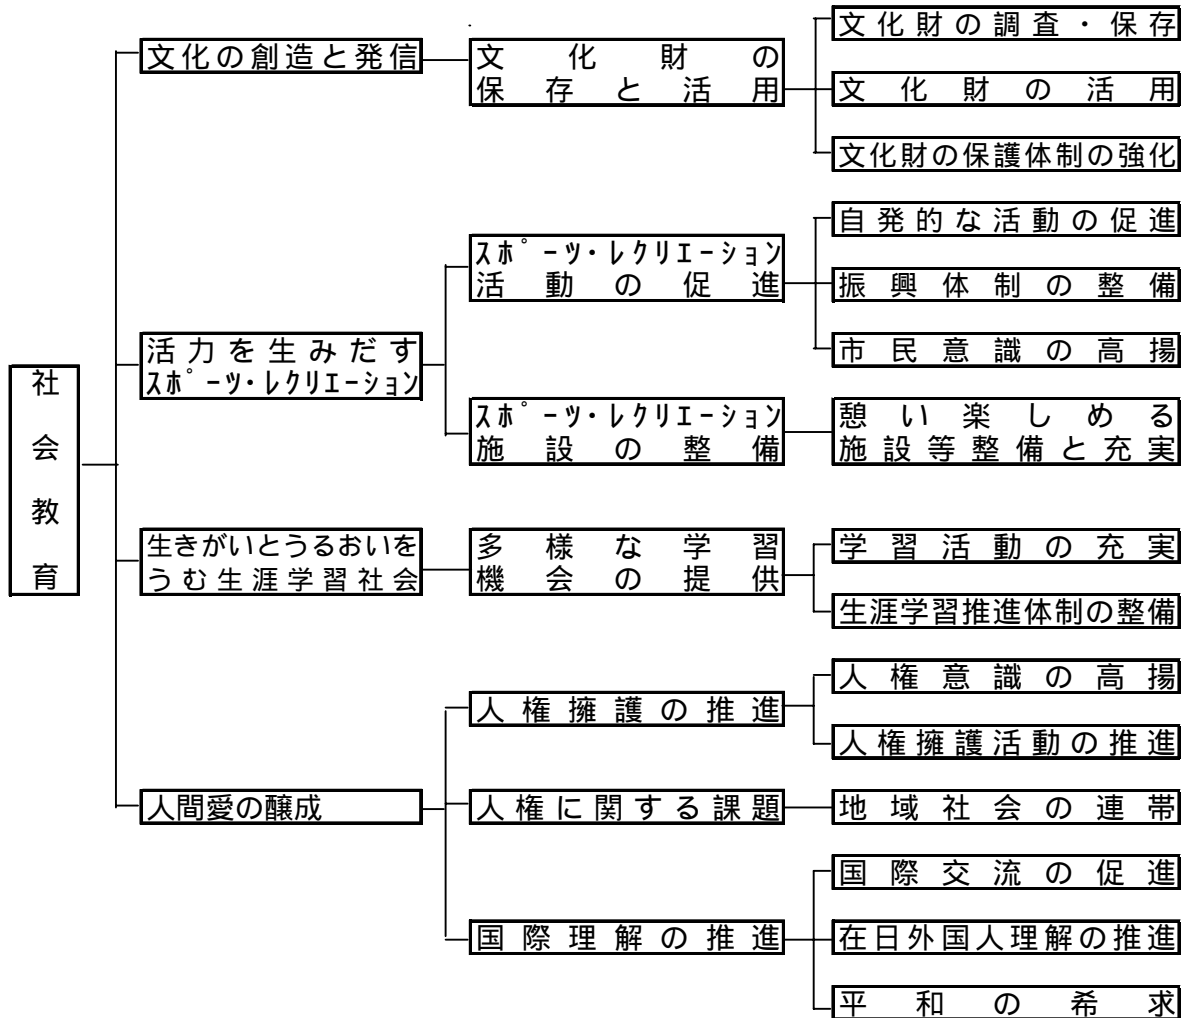 社会教育
文化の創造と発信
文化財の
保存と活用
文化財の調査・保存
文化財の活用
文化財の保護体制の強化
活力を生みだす
スポーツ・レクリエーション
スポーツ・レクリエーション
活動の促進
自発的な活動の促進
振興体制の整備
市民意識の高揚
スポーツ・レクリエーション
施設の整備
憩い楽しめる
施設等整備と充実
生きがいとうるおいを
うむ生涯学習社会
多様な学習
機会の提供
学習活動の充実
生涯学習推進体制の整備
人間愛の醸成
人権擁護の推進
人権意識の高揚
人権擁護活動の推進
人権に関する課題
地域社会の連帯
国際理解の推進
国際交流の促進
在日外国人理解の推進
平和の希求